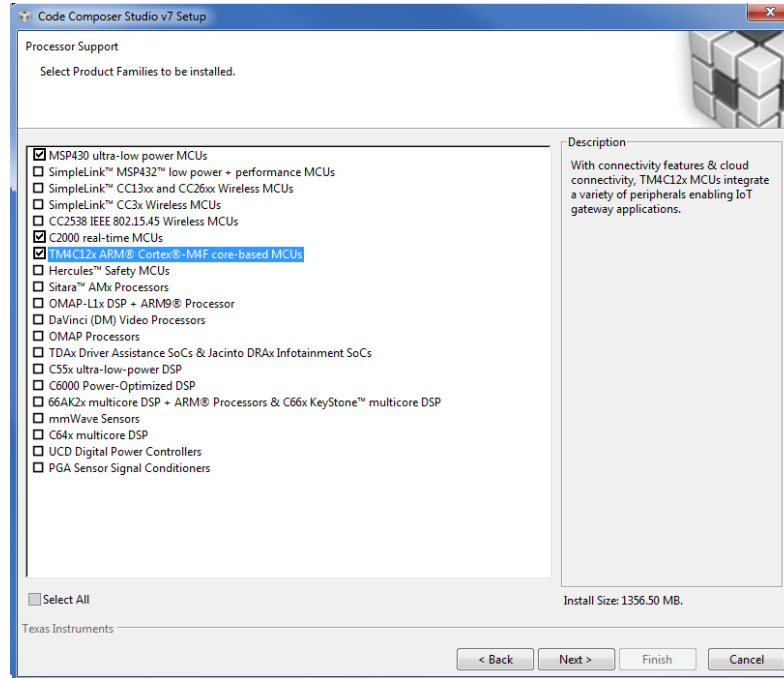 Code Composer Studio v7 Setup
Processor Support
Select Product Families to be installed.
MSP430 ultra-low power MCUs
SimpleLink™ MSP432™ low power + performance MCUs
SimpleLink™ CC13xx and CC26xx Wireless MCUs
SimpleLink™ CC3x Wireless MCUs
CC2538 IEEE 802.15.45 Wireless MCUs
C2000 real-time MCUs
TM4C12x ARM® Cortex®-M4F core-based MCUs
Hercules™ Safety MCUs
Sitara™ AMx Processors
OMAP-L1x DSP + ARM9® Processor
DaVinci (DM) Video Processors
OMAP Processors
TDAx Driver Assistance SoCs & Jacinto DRAx Infotainment SoCs
C55x ultra-low-power DSP
C6000 Power-Optimized DSP
66AK2x multicore DSP + ARM® Processors & C66x KeyStone™ multicore DSP
mmWave Sensors
C64x multicore DSP
UCD Digital Power Controllers
PGA Sensor Signal Conditioners
Description
With connectivity features & cloud
connectivity, TM4C12x MCUs integrate
a variety of peripherals enabling IoT
gateway applications.
Select All
Install Size: 1356.50 MB.
Texas Instruments
< Back
Next >
Finish
Cancel